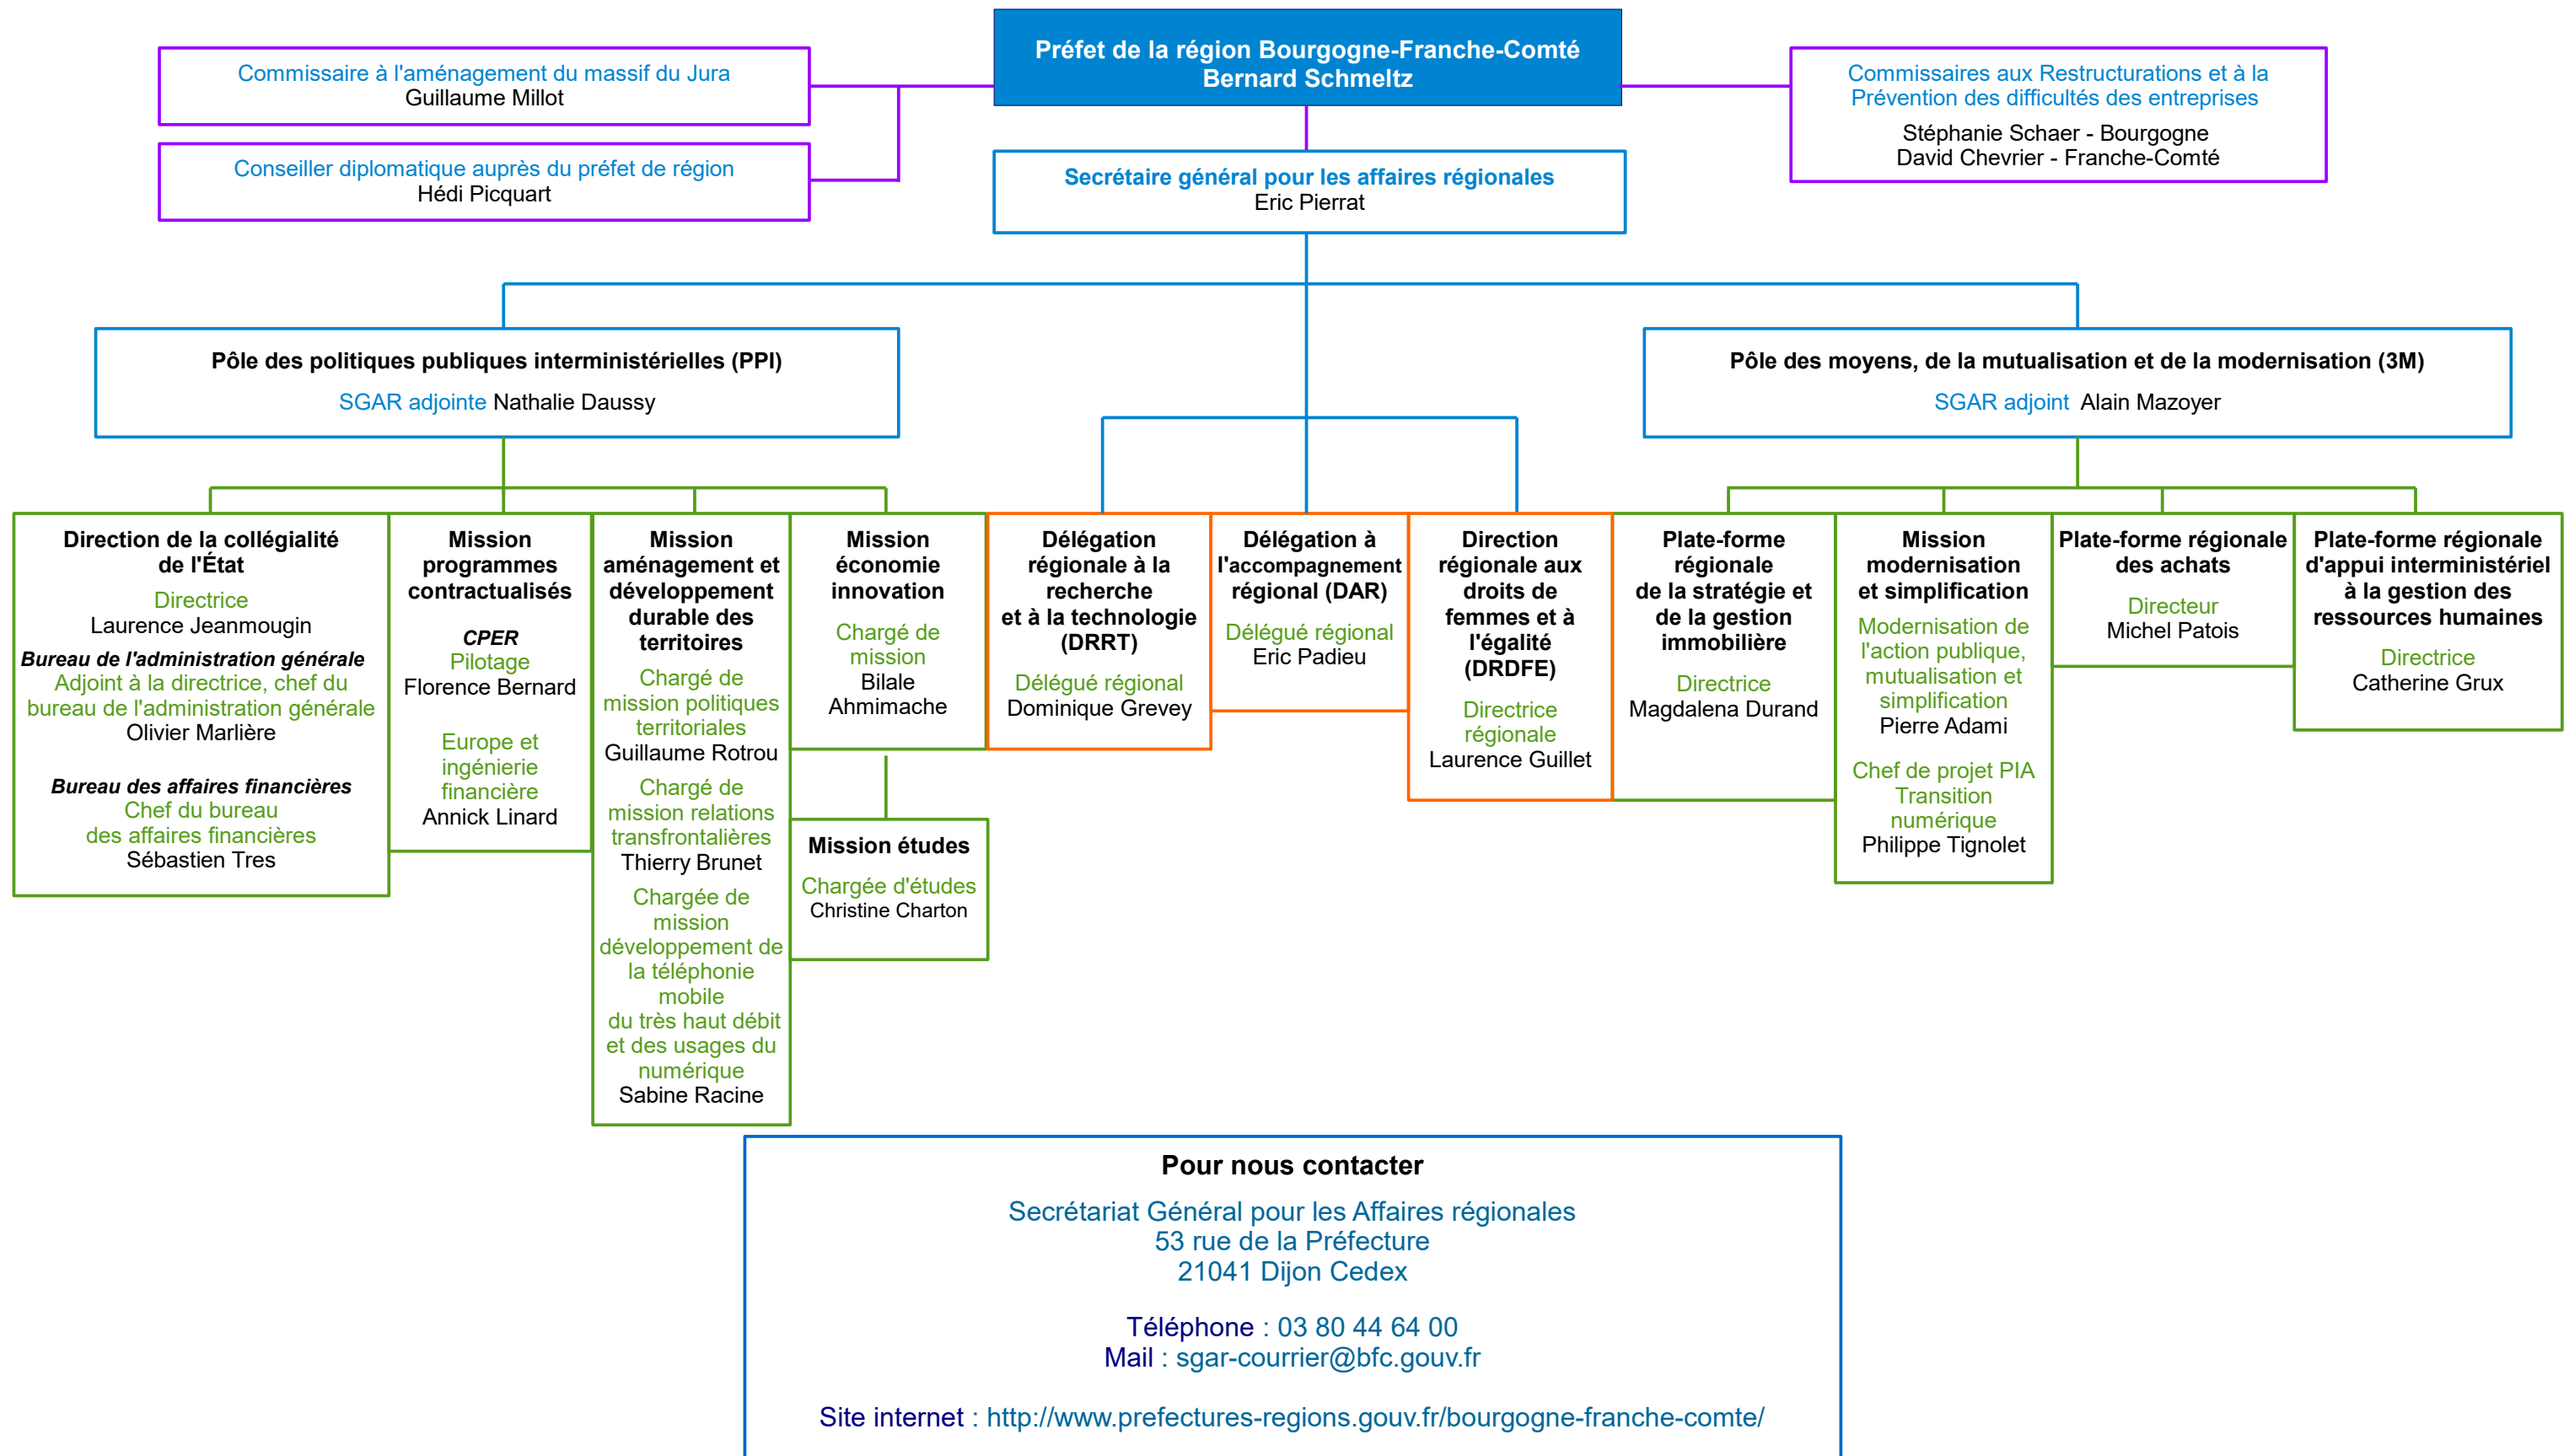 Préfet de la région Bourgogne-Franche-Comté
Bernard Schmeltz
Commissaire à l'aménagement du massif du Jura
Guillaume Millot
Conseiller diplomatique auprès du préfet de région
Hédi Picquart
Commissaires aux Restructurations et à la
Prévention des difficultés des entreprises
Stéphanie Schaer - Bourgogne
David Chevrier - Franche-Comté
Secrétaire général pour les affaires régionales
Eric Pierrat
Pôle des politiques publiques interministérielles (PPI)
SGAR adjointe Nathalie Daussy
Pôle des moyens, de la mutualisation et de la modernisation (3M)
SGAR adjoint Alain Mazoyer
Direction de la collégialité
de l'État
Directrice
Laurence Jeanmougin
Bureau de l'administration générale
Adjoint à la directrice, chef du
bureau de l'administration générale
Olivier Marlière
Bureau des affaires financières
Chef du bureau
des affaires financières
Sébastien Tres
Mission
programmes
contractualisés
CPER
Pilotage
Florence Bernard
Europe et
ingénierie
financière
Annick Linard
Mission
aménagement et
développement
durable des
territoires
Chargé de
mission politiques
territoriales
Guillaume Rotrou
Chargé de
mission relations
transfrontalières
Thierry Brunet
Chargée de
mission
développement de
la téléphonie
mobile
du très haut débit
et des usages du
numérique
Sabine Racine
Mission
économie
innovation
Chargé de
mission
Bilale
Ahmimache
Mission études
Chargée d'études
Christine Charton
Délégation
régionale à la
recherche
et à la technologie
(DRRT)
Délégué régional
Dominique Grevey
Délégation à
l'accompagnement
régional (DAR)
Délégué régional
Eric Padieu
Direction
régionale aux
droits de
femmes et à
l'égalité
(DRDFE)
Directrice
régionale
Laurence Guillet
Plate-forme
régionale
de la stratégie et
de la gestion
immobilière
Directrice
Magdalena Durand
Mission
modernisation
et simplification
Modernisation de
l'action publique,
mutualisation et
simplification
Pierre Adami
Chef de projet PIA
Transition
numérique
Philippe Tignolet
Plate-forme régionale
des achats
Directeur
Michel Patois
Plate-forme régionale
d'appui interministériel
à la gestion des
ressources humaines
Directrice
Catherine Grux
Pour nous contacter
Secrétariat Général pour les Affaires régionales
53 rue de la Préfecture
21041 Dijon Cedex
Téléphone : 03 80 44 64 00
Mail : sgar-courrier@bfc.gouv.fr
Site internet : http://www.prefectures-regions.gouv.fr/bourgogne-franche-comte/